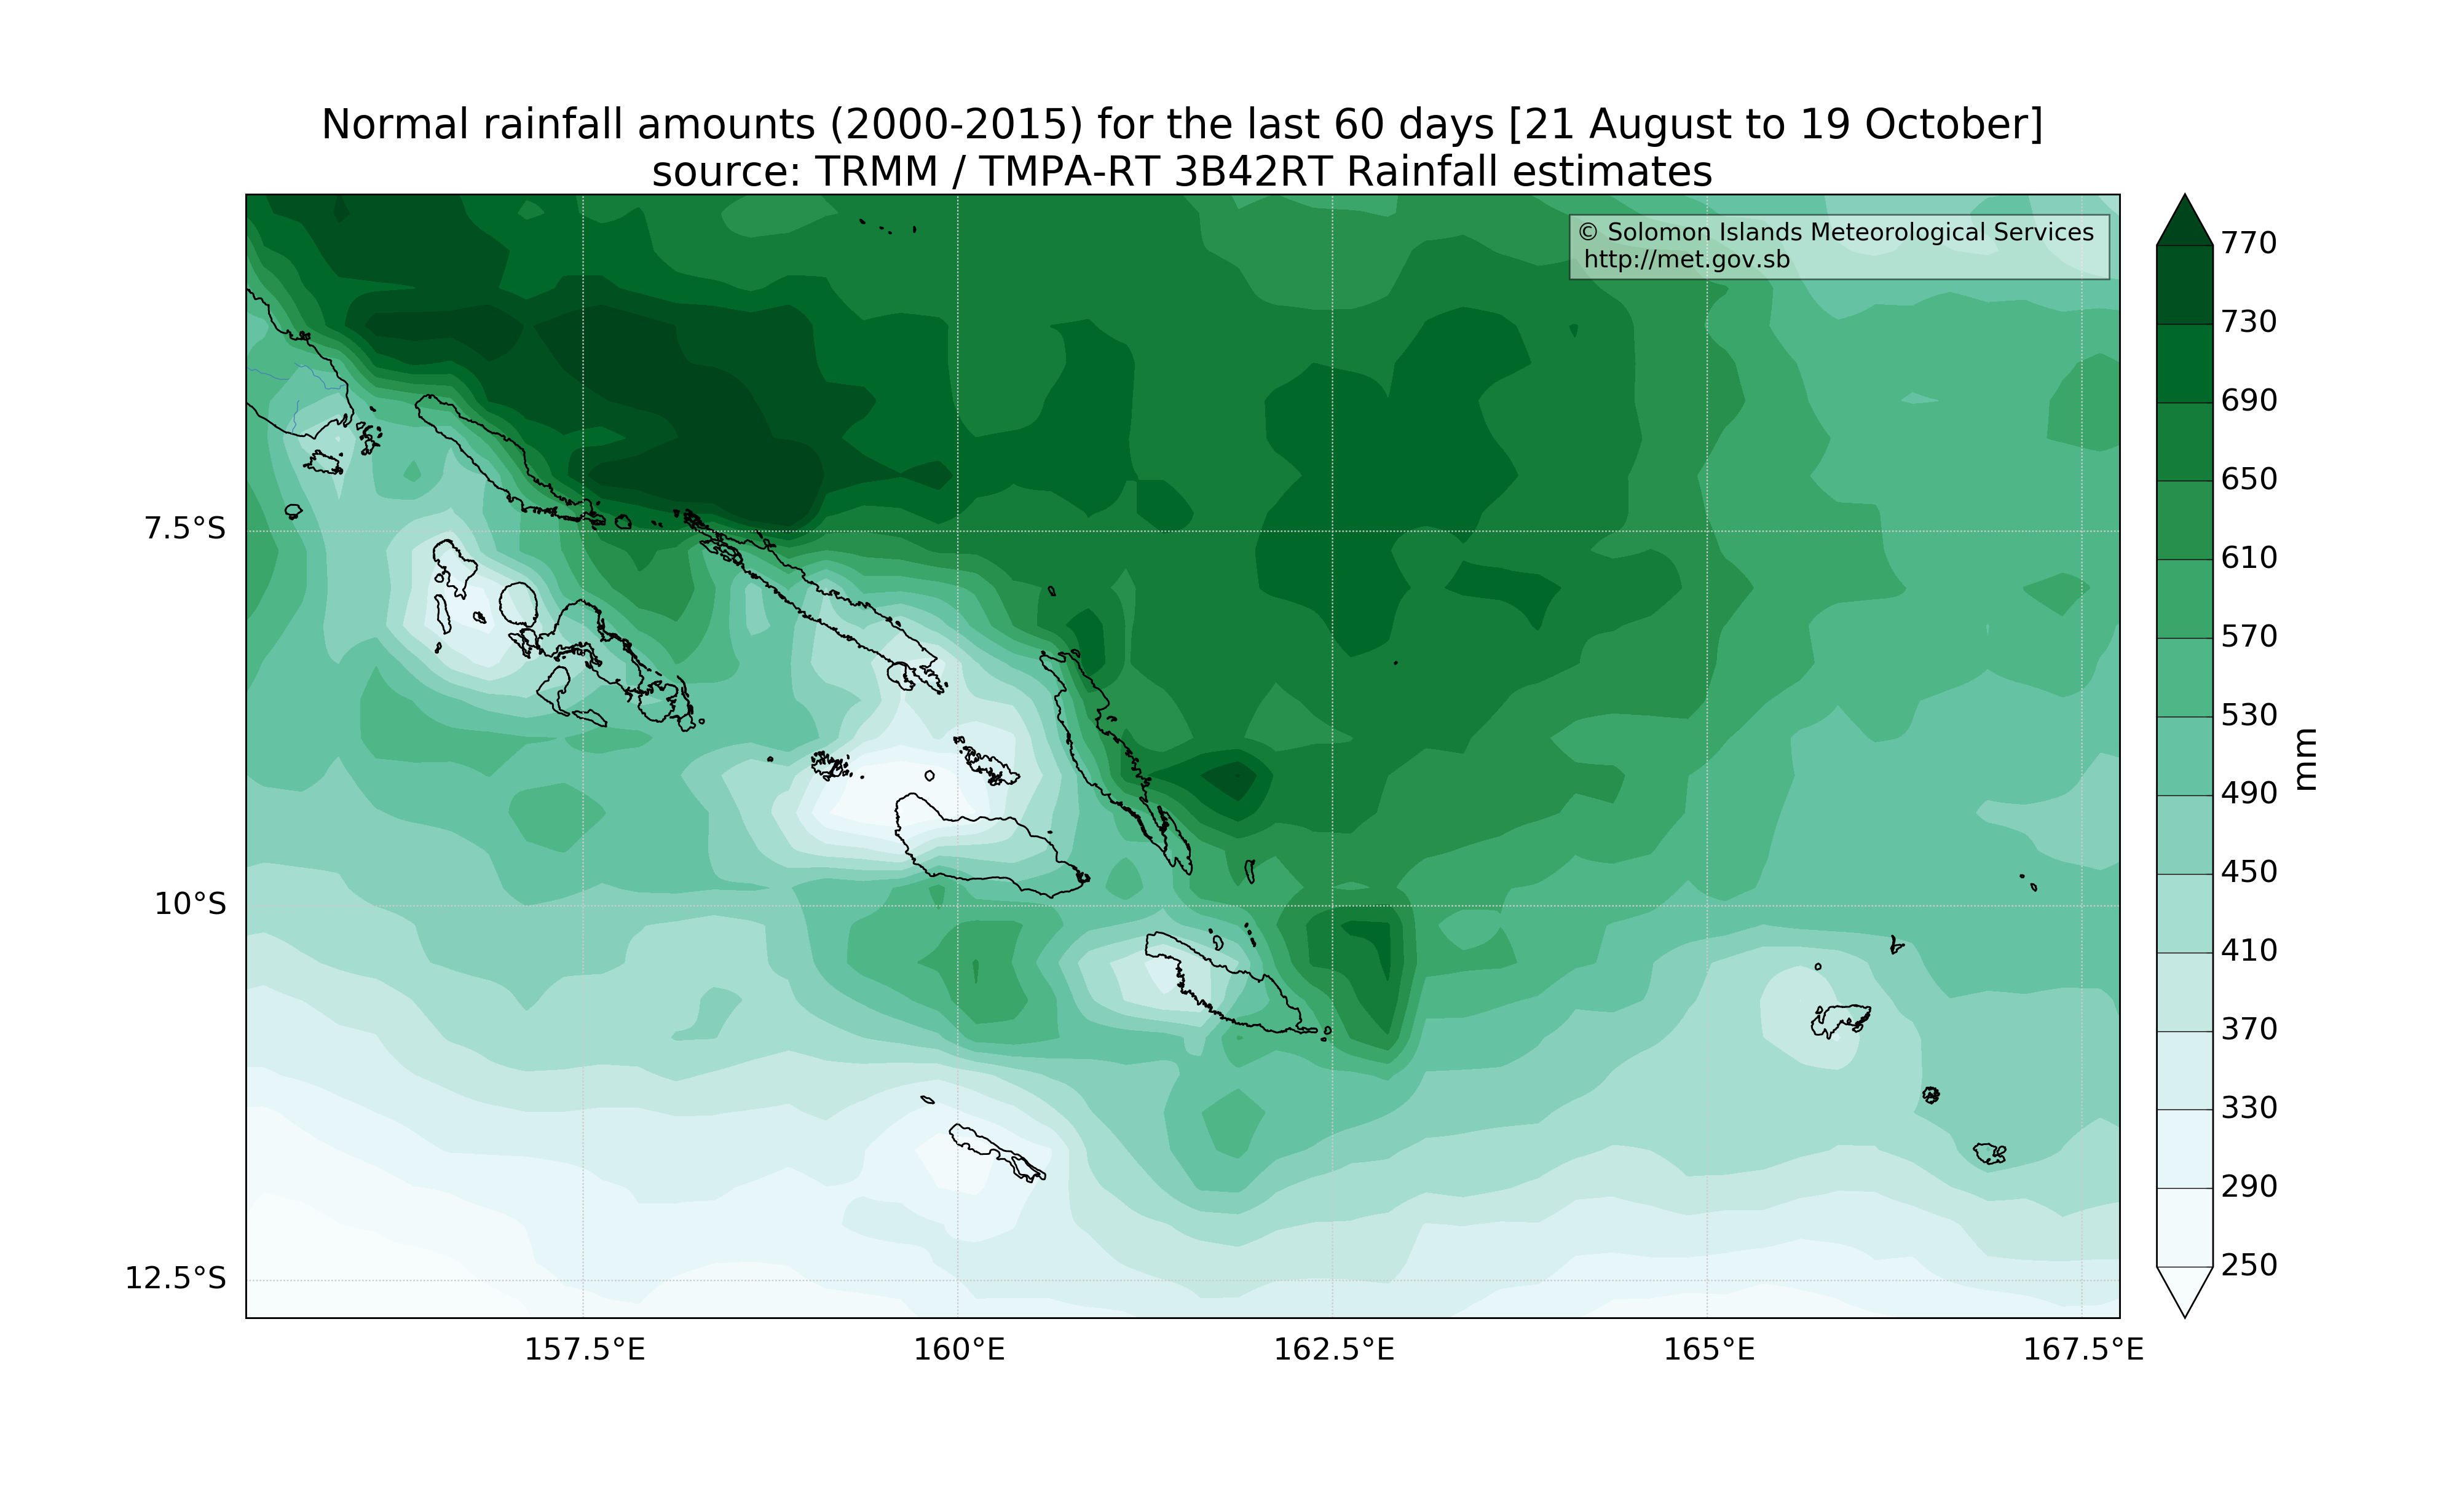 Normal rainfall amounts (2000-2015) for the last 60 days [21 August to 19 October]
source: TRMM / TMPA-RT 3B42RT Rainfall estimates
© Solomon Islands Meteorological Services
http://met.gov.sb
7.5°S
10°S
12.5°S
157.5°E
160°E
162.5°E
165°E
167.5°E
770
730
690
650
610
570
530
490
450
410
370
330
290
250
mm